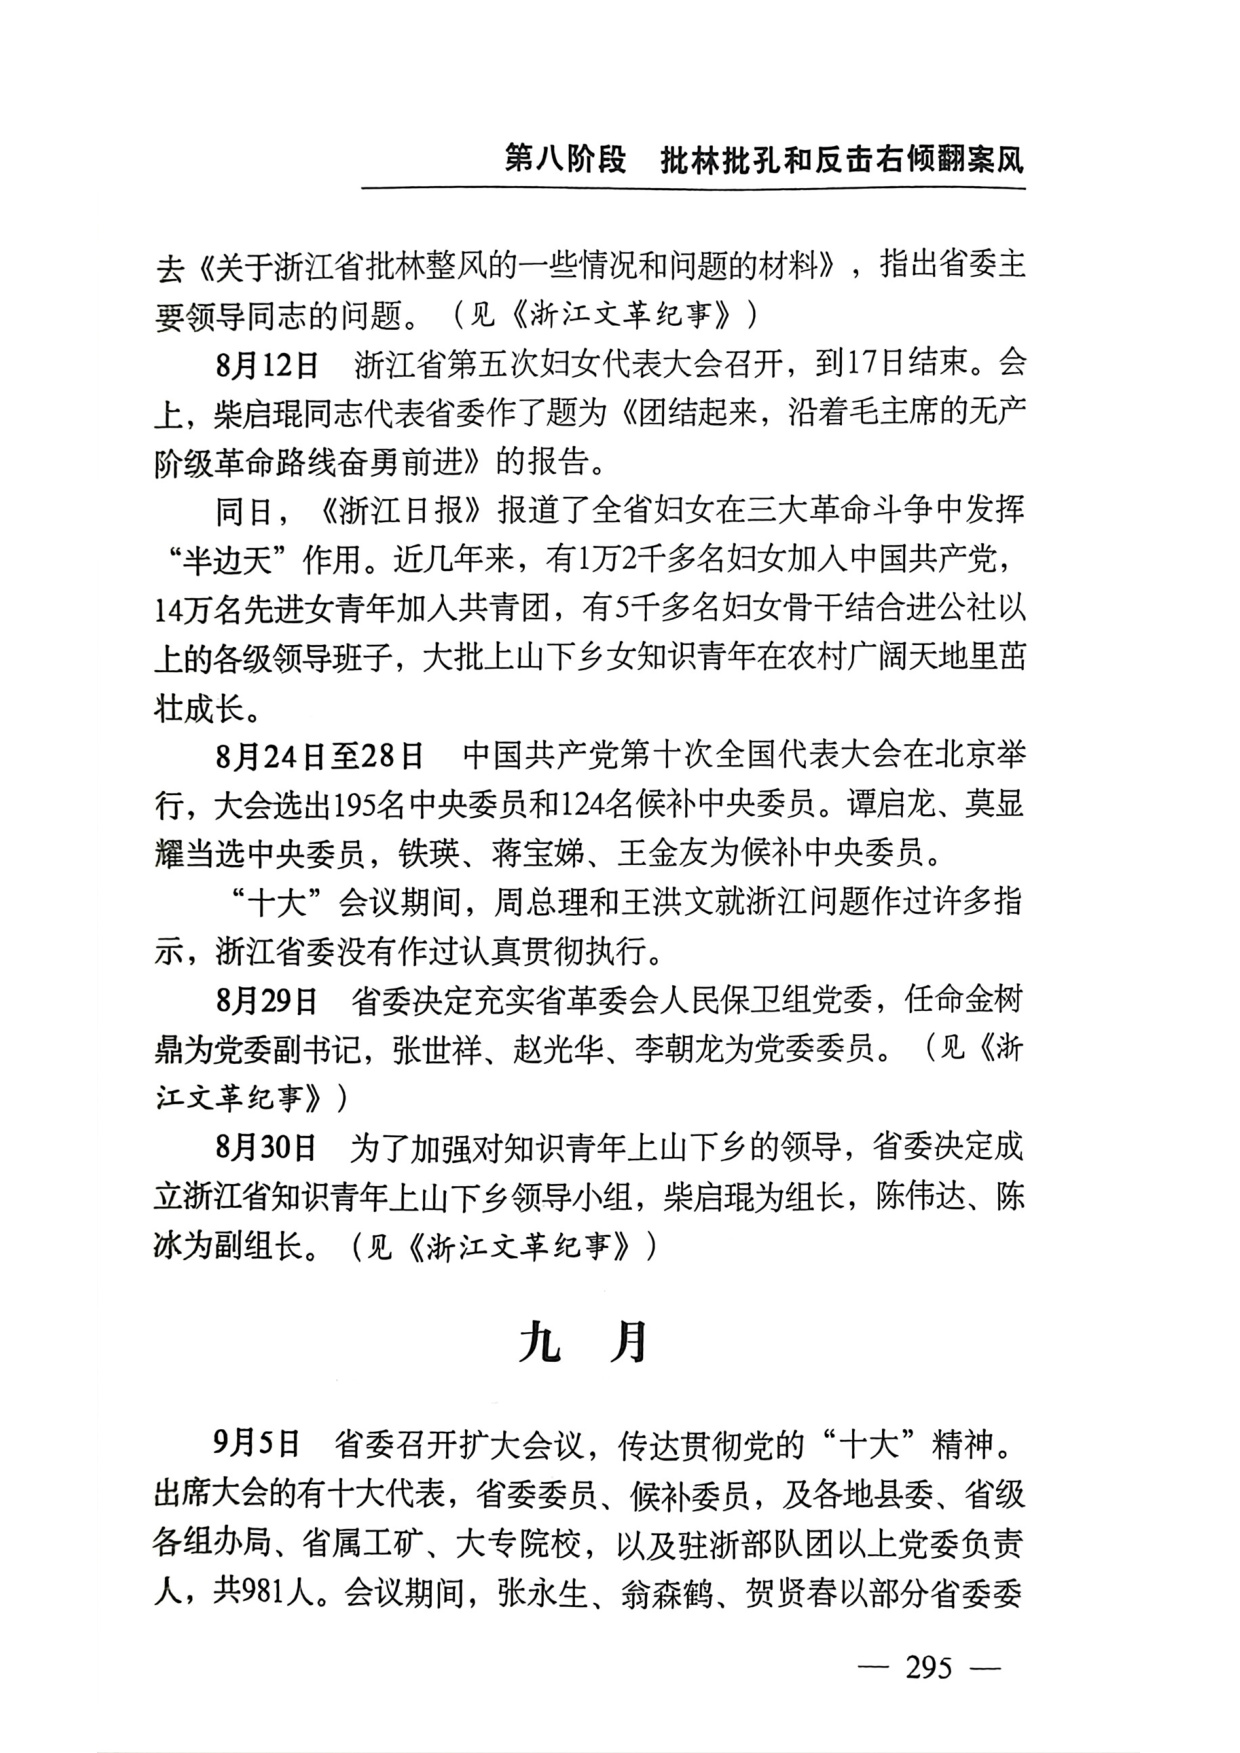 第八阶段　批林批孔和反击右倾翻案风
去《关于浙江省批林整风的一些情况和问题的材料》，指出省委主
要领导同志的问题。（见《浙江文革纪事》）
8月12日　浙江省第五次妇女代表大会召开，到17日结束。会
上，柴启琨同志代表省委作了题为《团结起来，沿着毛主席的无产
阶级革命路线奋勇前进》的报告。
同日，《浙江日报》报道了全省妇女在三大革命斗争中发挥
“半边天”作用。近几年来，有1万2千多名妇女加入中国共产党，
14万名先进女青年加入共青团，有5千多名妇女骨干结合进公社以
上的各级领导班子，大批上山下乡女知识青年在农村广阔天地里茁
壮成长。
8月24日至28日　中国共产党第十次全国代表大会在北京举
行，大会选出195名中央委员和124名候补中央委员。谭启龙、莫显
耀当选中央委员，铁瑛、蒋宝娣、王金友为候补中央委员。
“十大”会议期间，周总理和王洪文就浙江问题作过许多指
示，浙江省委没有作过认真贯彻执行。
8月29日　省委决定充实省革委会人民保卫组党委，任命金树
鼎为党委副书记，张世祥、赵光华、李朝龙为党委委员。（见《浙
江文革纪事》）
8月30日　为了加强对知识青年上山下乡的领导，省委决定成
立浙江省知识青年上山下乡领导小组，柴启琨为组长，陈伟达、陈
冰为副组长。（见《浙江文革纪事》）
九　月
9月5日　省委召开扩大会议，传达贯彻党的“十大”精神。
出席大会的有十大代表，省委委员、候补委员，及各地县委、省级
各组办局、省属工矿、大专院校，以及驻浙部队团以上党委负责
人，共981人。会议期间，张永生、翁森鹤、贺贤春以部分省委委
— 295 —